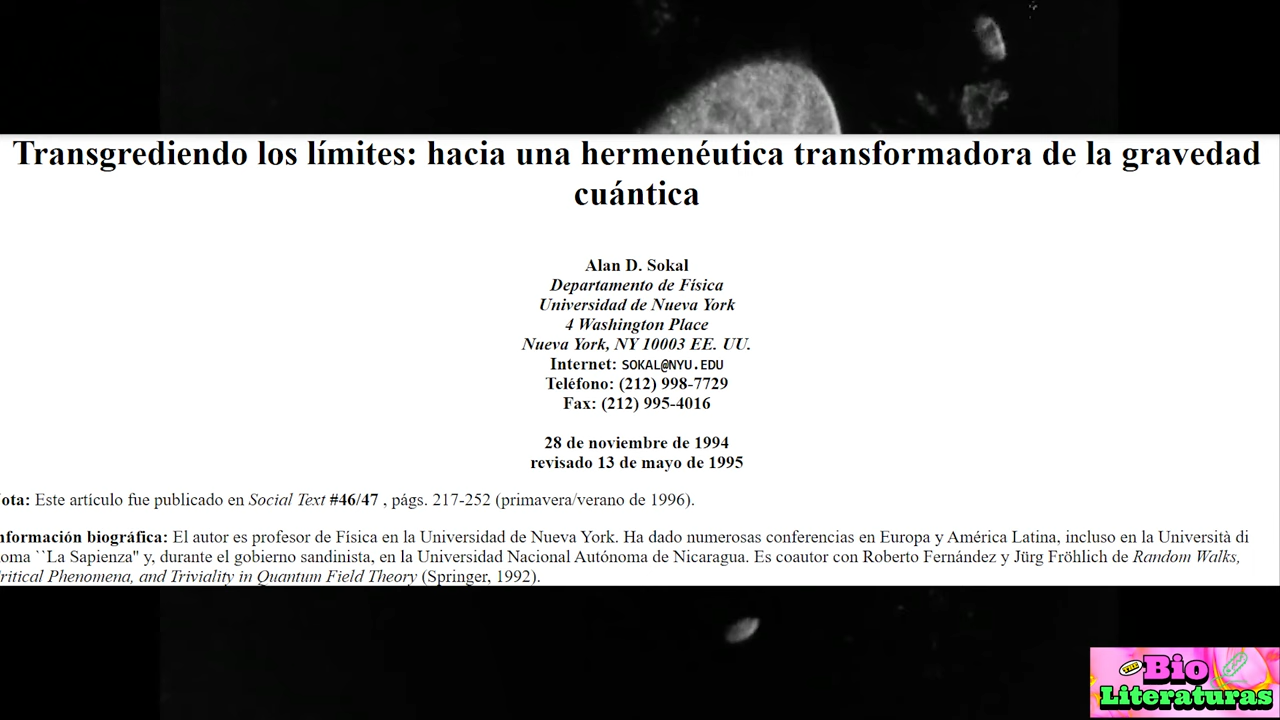 Transgrediendo los límites: hacia una hermenéutica transformadora de la gravedad
cuántica
Alan D. Sokal
Departamento de Física
Universidad de Nueva York
4 Washington Place
Nueva York, NY 10003 EE. UU.
Internet: SOKAL@NYU.EDU
Teléfono: (212) 998-7729
Fax: (212) 995-4016
28 de noviembre de 1994
revisado 13 de mayo de 1995
ota: Este artículo fue publicado en Social Text #46/47 , págs. 217-252 (primavera/verano de 1996).
nformación biográfica: El autor es profesor de Física en la Universidad de Nueva York. Ha dado numerosas conferencias en Europa y América Latina, incluso en la Università di
oma ``La Sapienza'' y, durante el gobierno sandinista, en la Universidad Nacional Autónoma de Nicaragua. Es coautor con Roberto Fernández y Jürg Fröhlich de Random Walks,
ritical Phenomena, and Triviality in Quantum Field Theory (Springer, 1992).
THE Bio
Literaturas